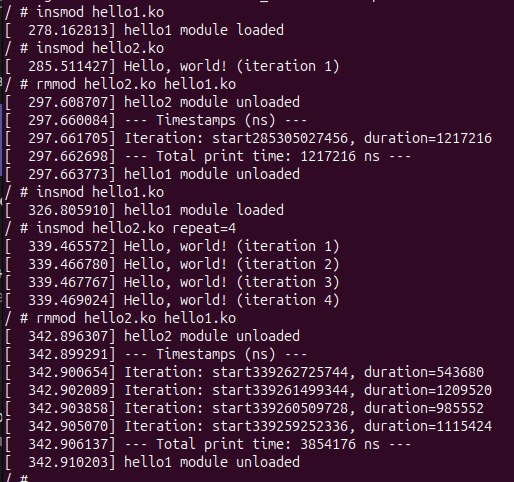 / # insmod hello1.ko
[  278.162813] hello1 module loaded
/ # insmod hello2.ko
[  285.511427] Hello, world! (iteration 1)
/ # rmmod hello2.ko hello1.ko
[  297.608707] hello2 module unloaded
[  297.660084] --- Timestamps (ns) ---
[  297.661705] Iteration: start285305027456, duration=1217216
[  297.662698] --- Total print time: 1217216 ns ---
[  297.663773] hello1 module unloaded
/ # insmod hello1.ko
[  326.805910] hello1 module loaded
/ # insmod hello2.ko repeat=4
[  339.465572] Hello, world! (iteration 1)
[  339.466780] Hello, world! (iteration 2)
[  339.467767] Hello, world! (iteration 3)
[  339.469024] Hello, world! (iteration 4)
/ # rmmod hello2.ko hello1.ko
[  342.896307] hello2 module unloaded
[  342.899291] --- Timestamps (ns) ---
[  342.900654] Iteration: start339262725744, duration=543680
[  342.902089] Iteration: start339261499344, duration=1209520
[  342.903858] Iteration: start339260509728, duration=985552
[  342.905070] Iteration: start339259252336, duration=1115424
[  342.906137] --- Total print time: 3854176 ns ---
[  342.910203] hello1 module unloaded
/ #